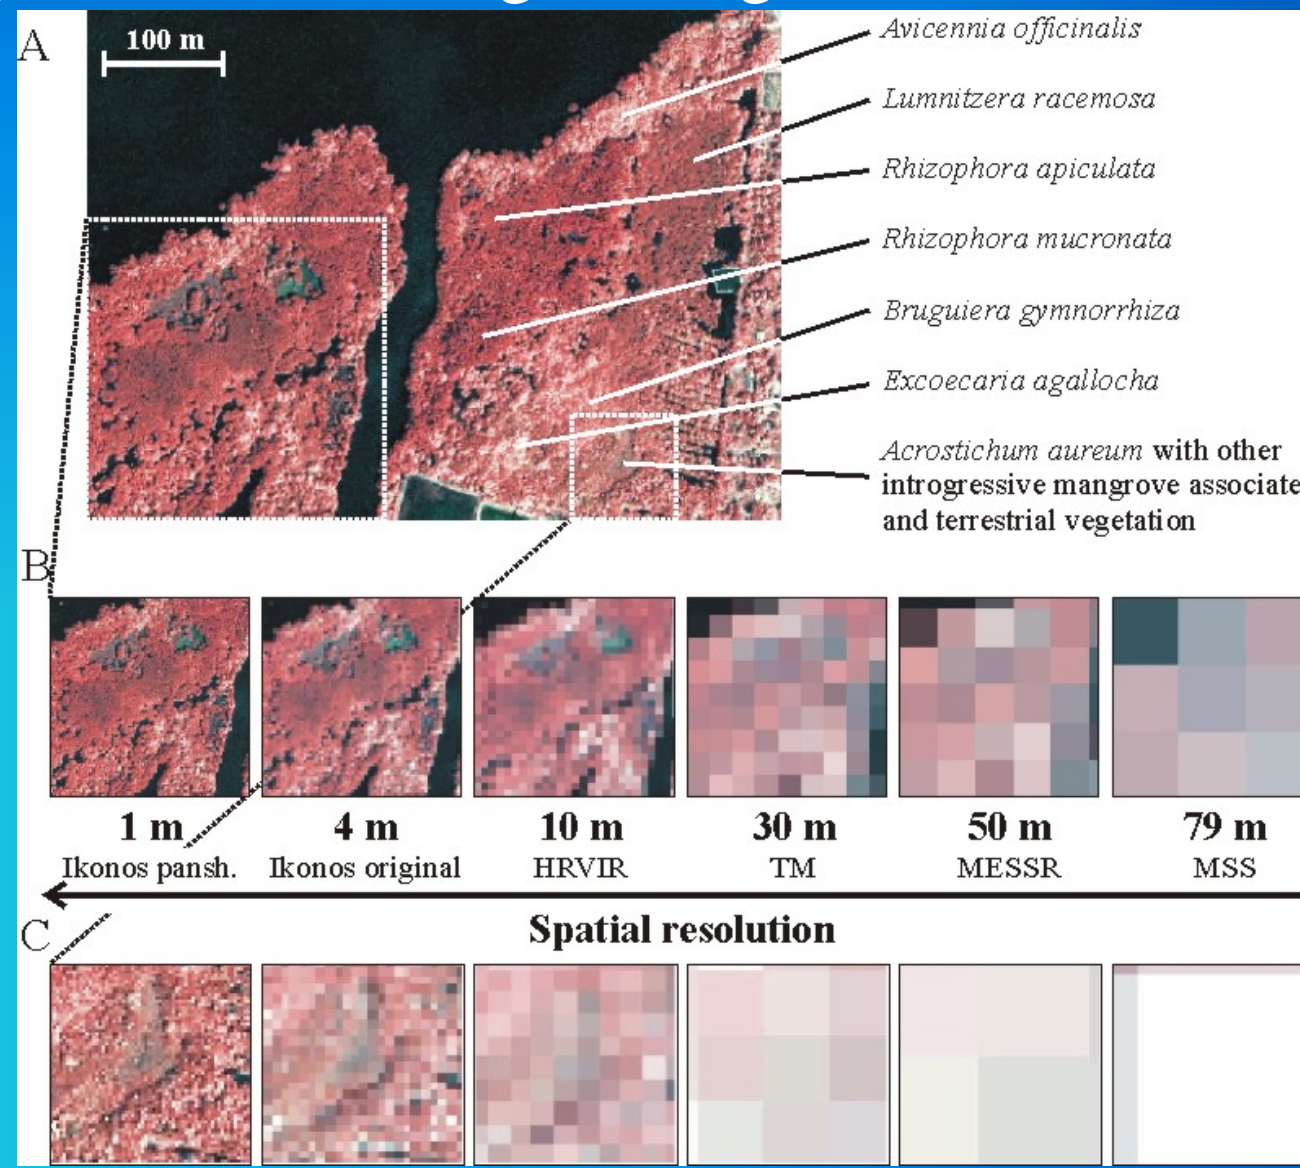 A
100 m
Avicennia officinalis
Lumnitzera racemosa
Rhizophora apiculata
Rhizophora mucronata
Bruguiera gymnorrhiza
Excoecaria agallocha
Acrostichum aureum with other
introgressive mangrove associate
and terrestrial vegetation
B
1 m 4 m 10 m 30 m 50 m 79 m
Ikonos pansh. Ikonos original HRVIR TM MESSR MSS
Spatial resolution
C